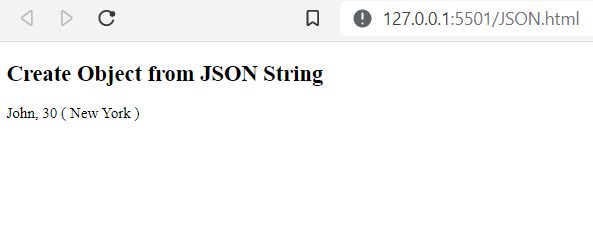 127.0.0.1:5501/JSON.html
Create Object from JSON String
John, 30 ( New York )